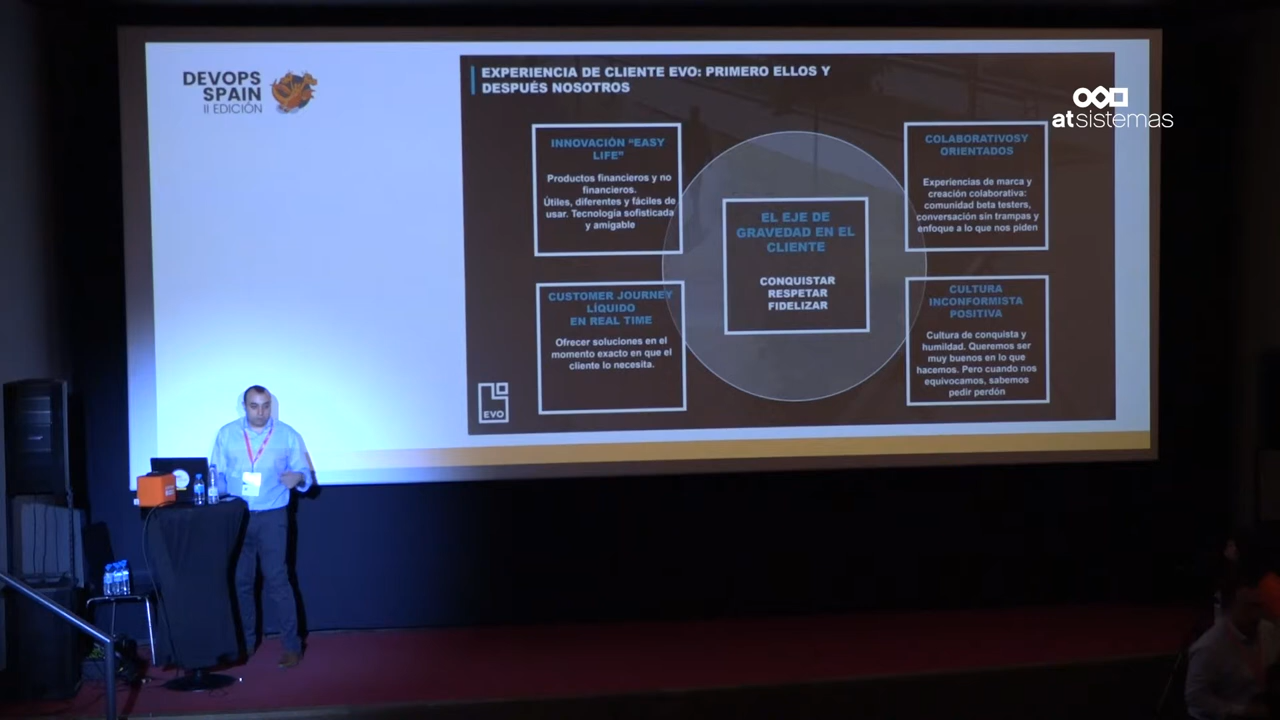 DEVOPS
SPAIN
II EDICIÓN
EXPERIENCIA DE CLIENTE EVO: PRIMERO ELLOS Y
DESPUÉS NOSOTROS
atsistemas
INNOVACIÓN “EASY
LIFE”
Productos financieros y no
financieros.
Útiles, diferentes y fáciles de
usar. Tecnología sofisticada
y amigable
COLABORATIVOSY
ORIENTADOS
Experiencias de marca y
creación colaborativa:
comunidad beta testers,
conversación sin trampas y
enfoque a lo que nos piden
EL EJE DE
GRAVEDAD EN EL
CLIENTE
CONQUISTAR
RESPETAR
FIDELIZAR
CUSTOMER JOURNEY
LÍQUIDO
EN REAL TIME
Ofrecer soluciones en el
momento exacto en que el
cliente lo necesita.
CULTURA
INCONFORMISTA
POSITIVA
Cultura de conquista y
humildad. Queremos ser
muy buenos en lo que
hacemos. Pero cuando nos
equivocamos, sabemos
pedir perdón
EVO